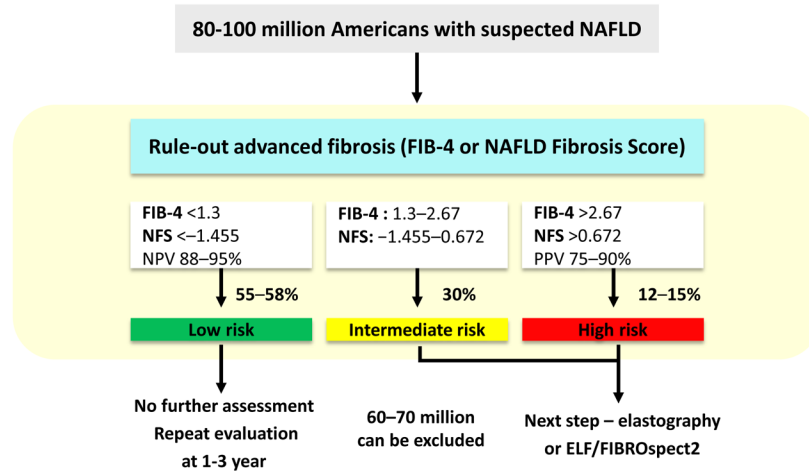 80-100 million Americans with suspected NAFLD
Rule-out advanced fibrosis (FIB-4 or NAFLD Fibrosis Score)
FIB-4 <1.3
NFS <–1.455
NPV 88–95%
FIB-4 : 1.3–2.67
NFS: −1.455–0.672
FIB-4 >2.67
NFS >0.672
PPV 75–90%
55–58%
30%
12–15%
Low risk
Intermediate risk
High risk
No further assessment
Repeat evaluation
at 1-3 year
60–70 million
can be excluded
Next step – elastography
or ELF/FIBROspect2